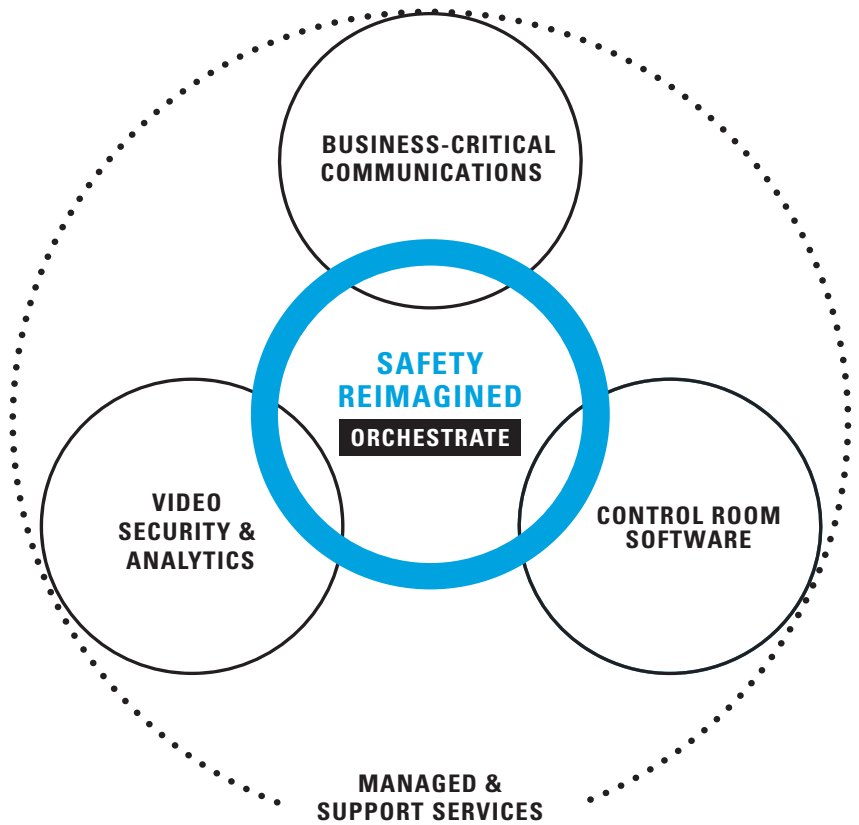 BUSINESS-CRITICAL
COMMUNICATIONS
SAFETY
REIMAGINED
ORCHESTRATE
VIDEO
SECURITY &
ANALYTICS
CONTROL ROOM
SOFTWARE
MANAGED &
SUPPORT SERVICES